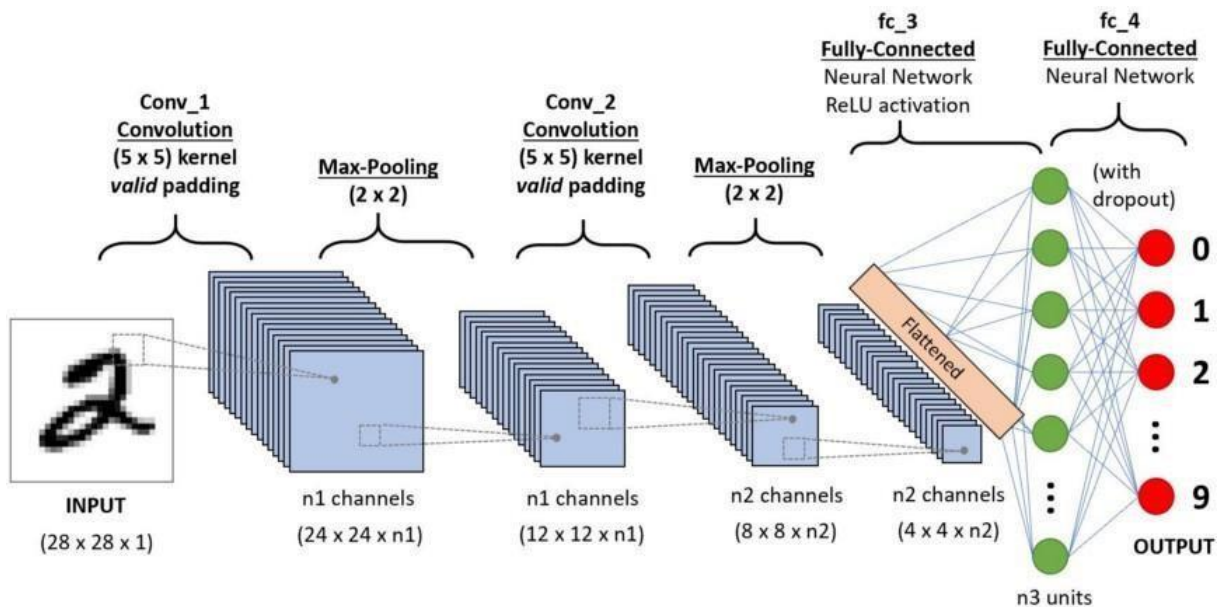 fc_3
Fully-Connected
Neural Network
ReLU activation
fc_4
Fully-Connected
Neural Network
Conv_1
Convolution
(5 x 5) kernel
valid padding
Max-Pooling
(2 x 2)
Conv_2
Convolution
(5 x 5) kernel
valid padding
Max-Pooling
(2 x 2)
(with
dropout)
Flattened
0
1
2
9
INPUT
(28 x 28 x 1)
n1 channels
(24 x 24 x n1)
n1 channels
(12 x 12 x n1)
n2 channels
(8 x 8 x n2)
n2 channels
(4 x 4 x n2)
n3 units
OUTPUT